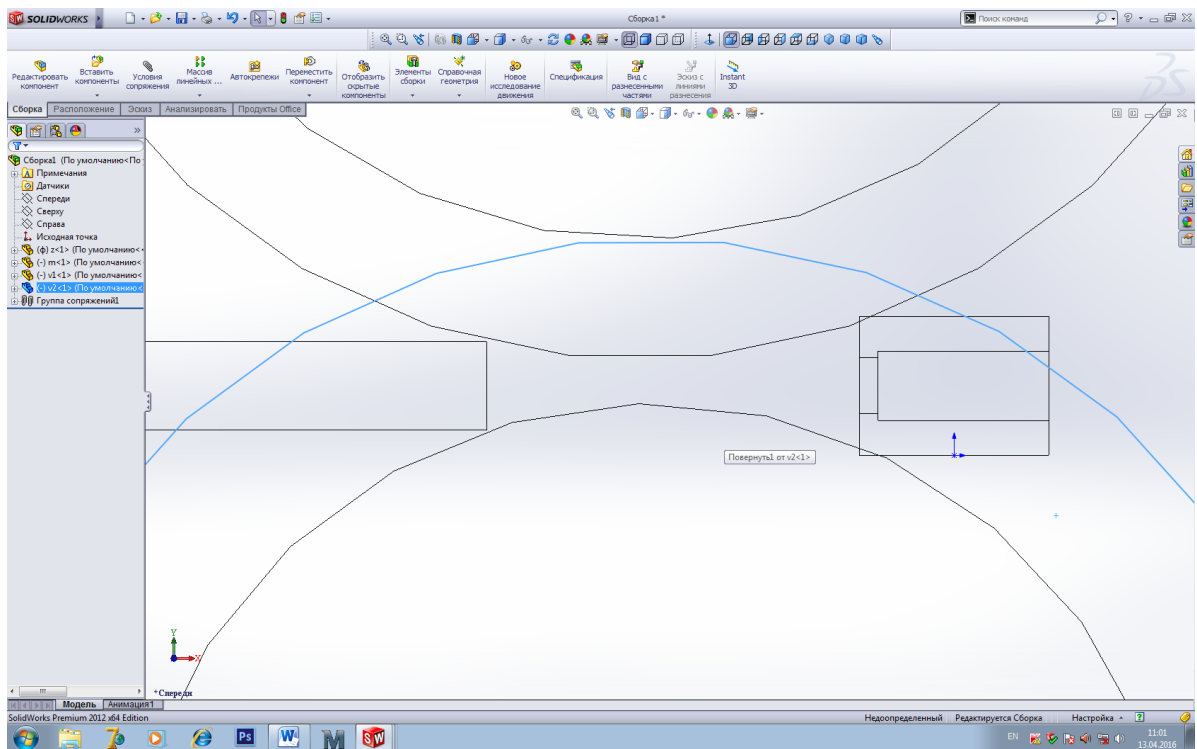 SOLIDWORKS
Сборка1 *
Поиск команд
Редактировать компонент
Вставить компоненты
Условия сопряжения
Массив линейных ...
Автокрепежи
Переместить компонент
Отобразить скрытые компоненты
Элементы сборки
Справочная геометрия
Новое исследование движения
Спецификация
Вид с разнесенными частями
Эскиз с линиями разнесения
Instant 3D
Сборка Расположение Эскиз Анализировать Продукты Office
Сборка1 (По умолчанию<По
Примечания
Датчики
Спереди
Сверху
Справа
Исходная точка
(ф) z<1> (По умолчанию<
(-) m<1> (По умолчанию<
(-) v1<1> (По умолчанию<
(-) v2<1> (По умолчанию<
Группа сопряжений1
Повернуть1 от v2<1>
Y
X
*Спереди
Модель Анимация1
SolidWorks Premium 2012 x64 Edition
Недоопределенный Редактируется Сборка Настройка
EN
11:01
13.04.2016